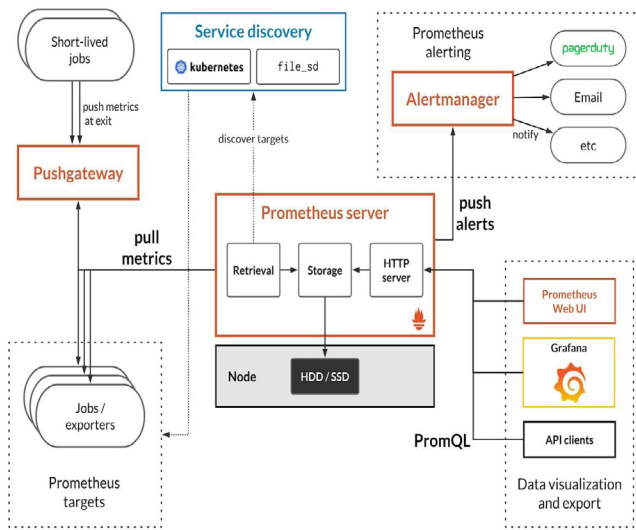 Short-lived
jobs
push metrics
at exit
Pushgateway
Service discovery
kubernetes
file_sd
discover targets
Prometheus
alerting
Alertmanager
pagerduty
Email
etc
notify
push
alerts
pull
metrics
Prometheus server
Retrieval
Storage
HTTP
server
Node
HDD / SSD
Jobs /
exporters
Prometheus
targets
PromQL
Prometheus
Web UI
Grafana
API clients
Data visualization
and export